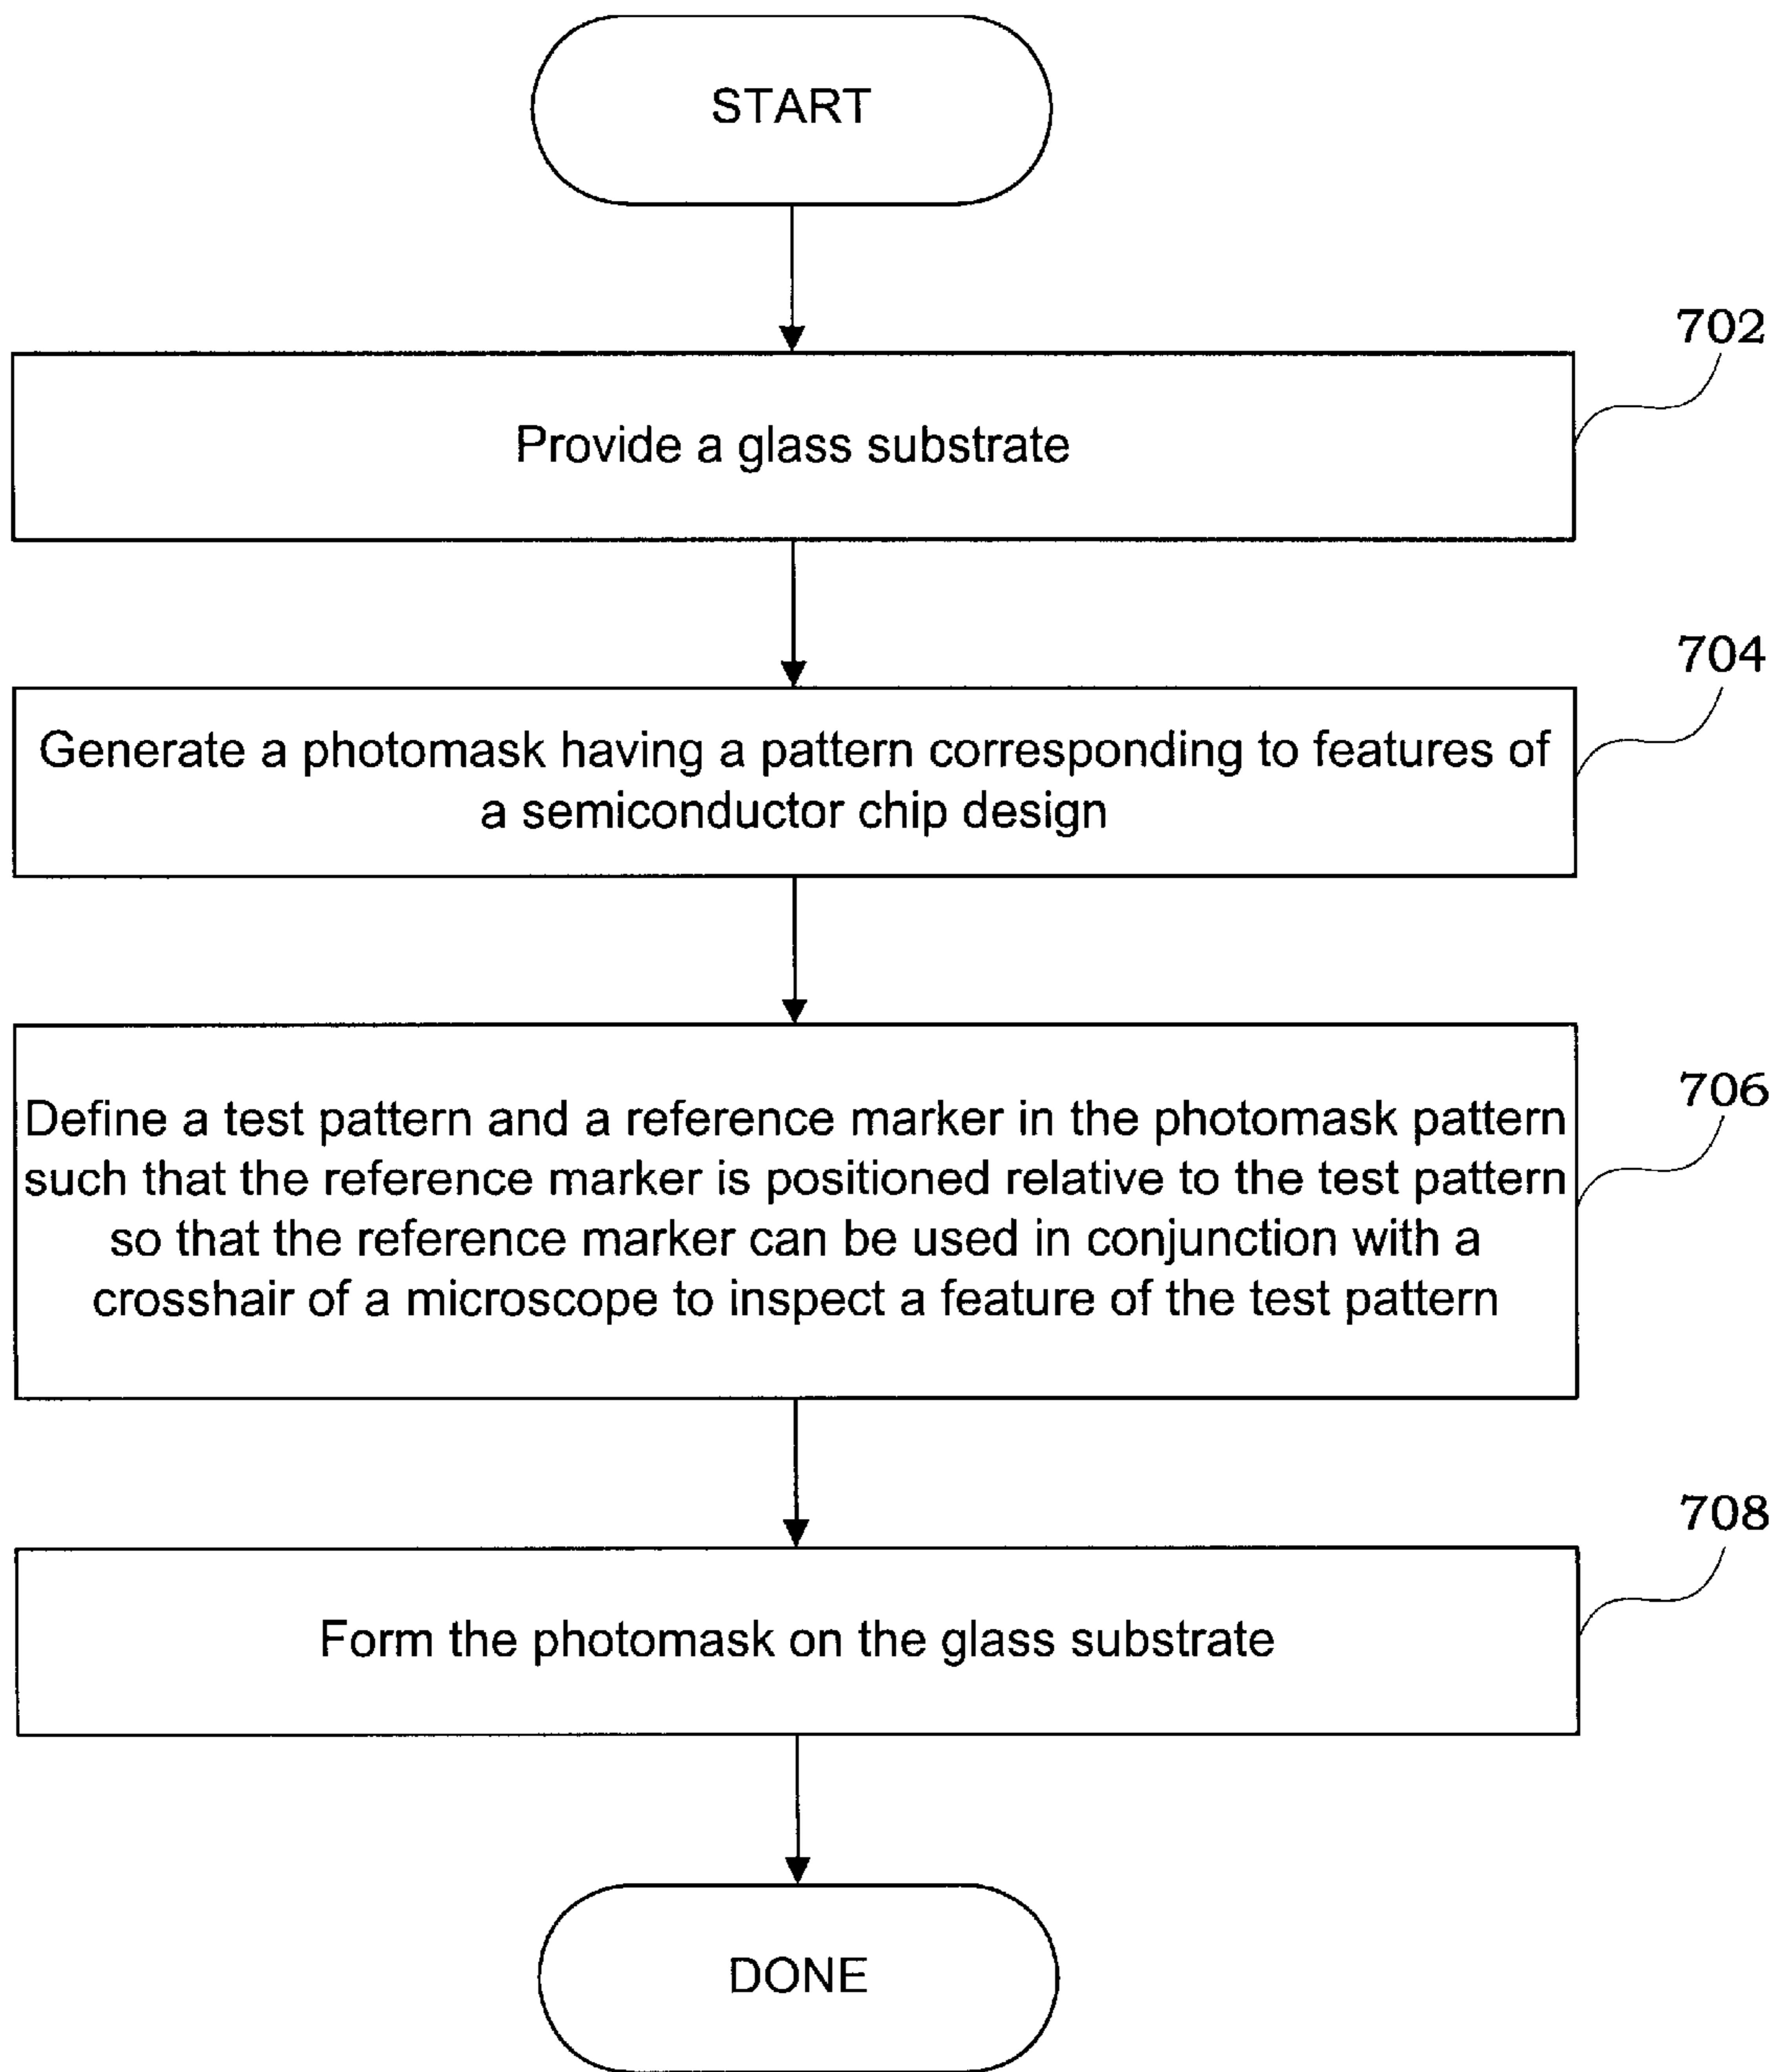 START
702
Provide a glass substrate
704
Generate a photomask having a pattern corresponding to features of
a semiconductor chip design
706
Define a test pattern and a reference marker in the photomask pattern
such that the reference marker is positioned relative to the test pattern
so that the reference marker can be used in conjunction with a
crosshair of a microscope to inspect a feature of the test pattern
708
Form the photomask on the glass substrate
DONE